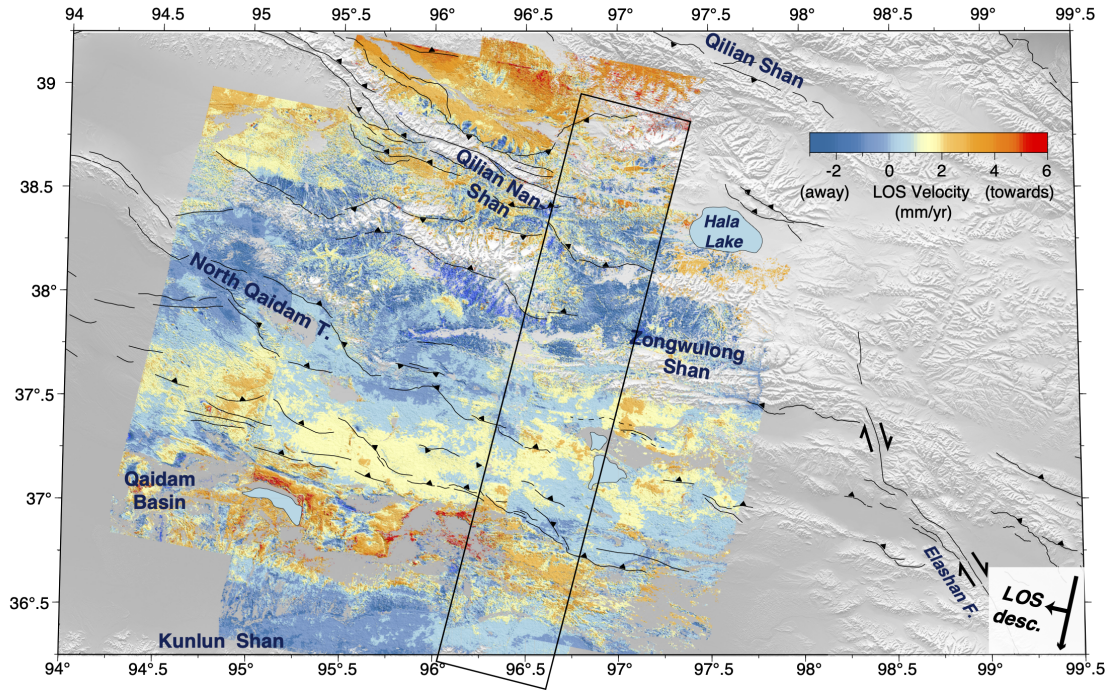 94 94.5 95 95.5 96° 96°.5 97° 97°.5 98° 98°.5 99° 99°.5
39
Qilian Shan
-2 0 2 4 6
(away) LOS Velocity (towards)
(mm/yr)
38°.5
Qilian Nan
Shan
Hala
Lake
38°
North Qaidam T.
Zongwulong
Shan
37°.5
Qaidam
Basin
37°
Elashan F.
LOS
desc.
36°.5
Kunlun Shan
94° 94°.5 95° 95°.5 96° 96°.5 97° 97°.5 98° 98°.5 99° 99°.5